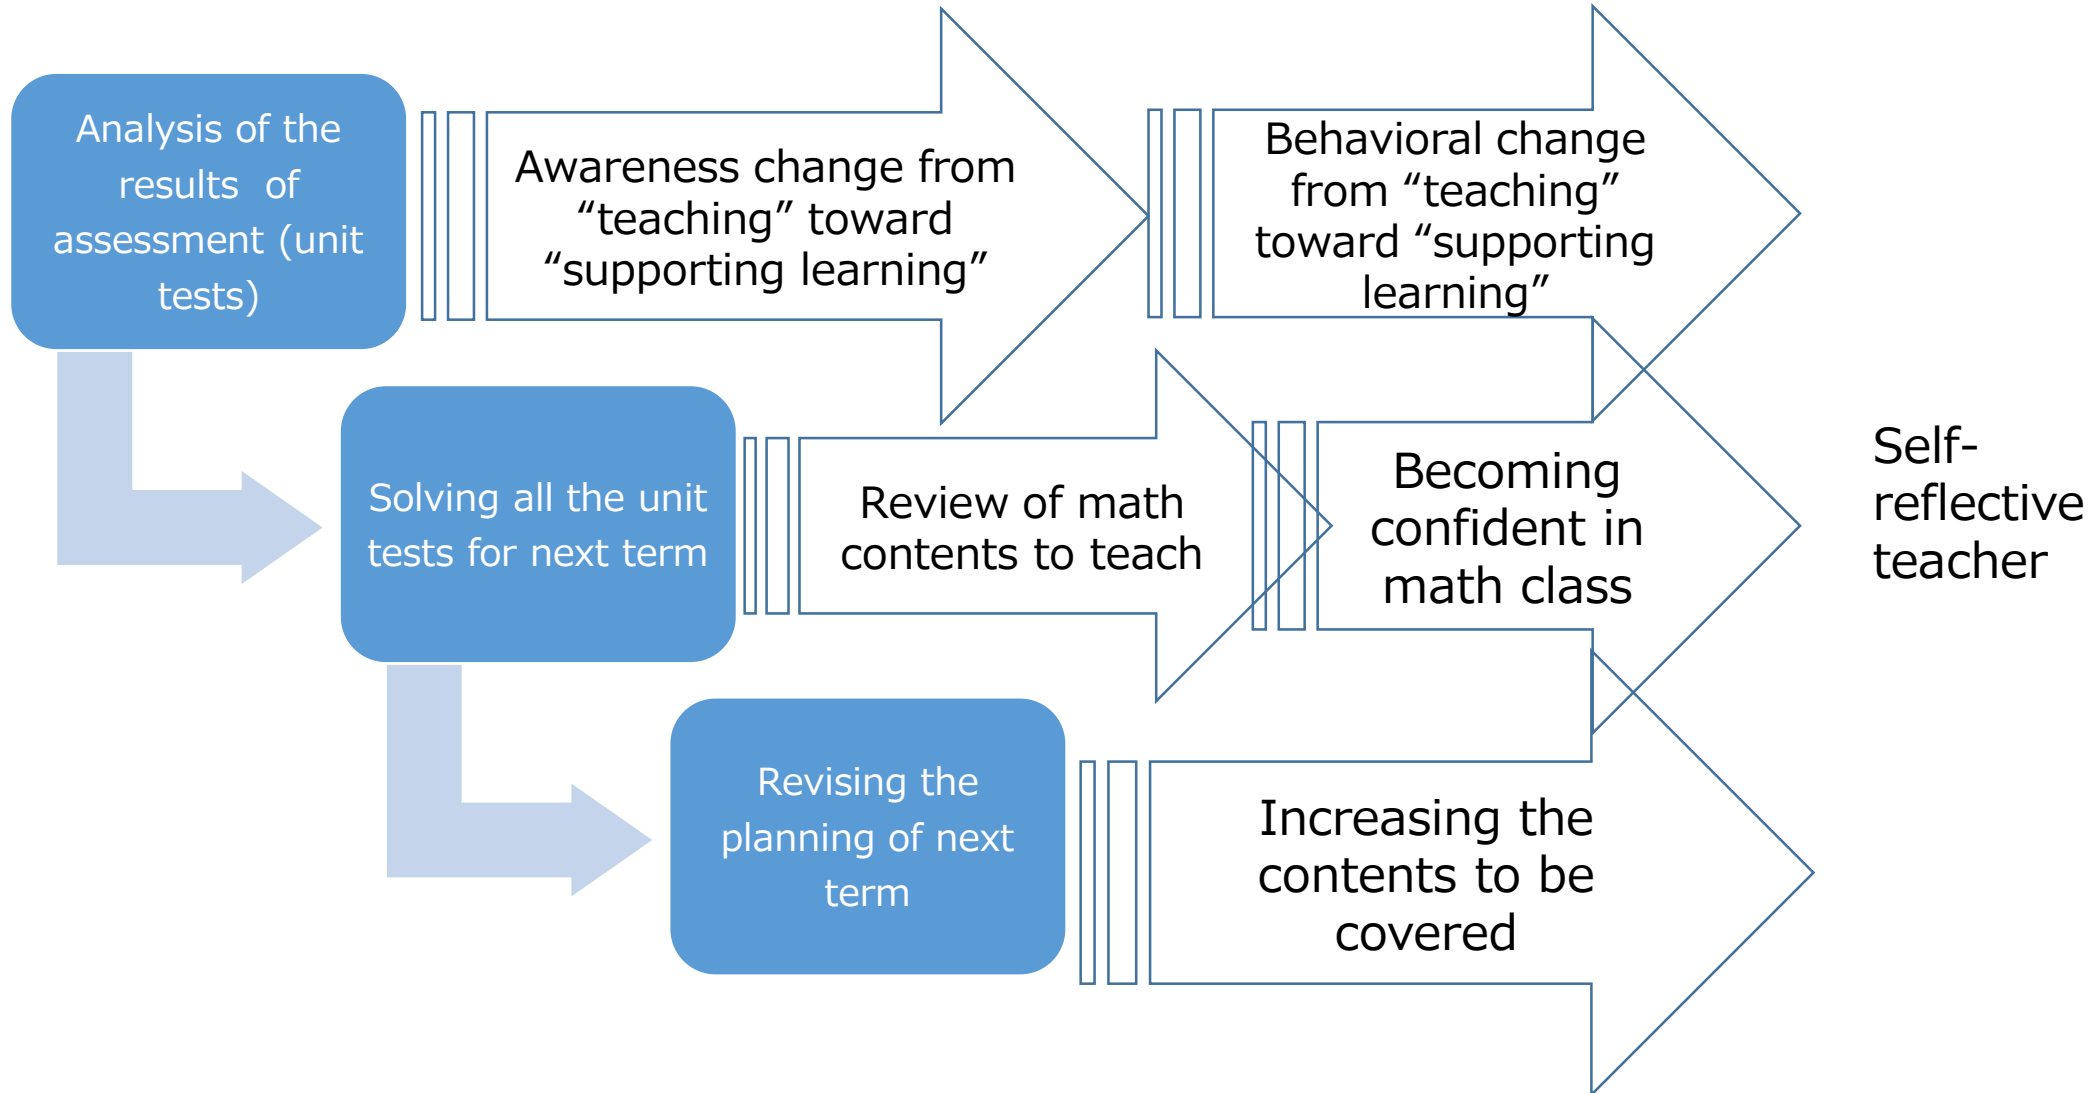 Analysis of the
results of
assessment (unit
tests)
Awareness change from
“teaching” toward
“supporting learning”
Behavioral change
from “teaching”
toward “supporting
learning”
Solving all the unit
tests for next term
Review of math
contents to teach
Becoming
confident in
math class
Self-
reflective
teacher
Revising the
planning of next
term
Increasing the
contents to be
covered